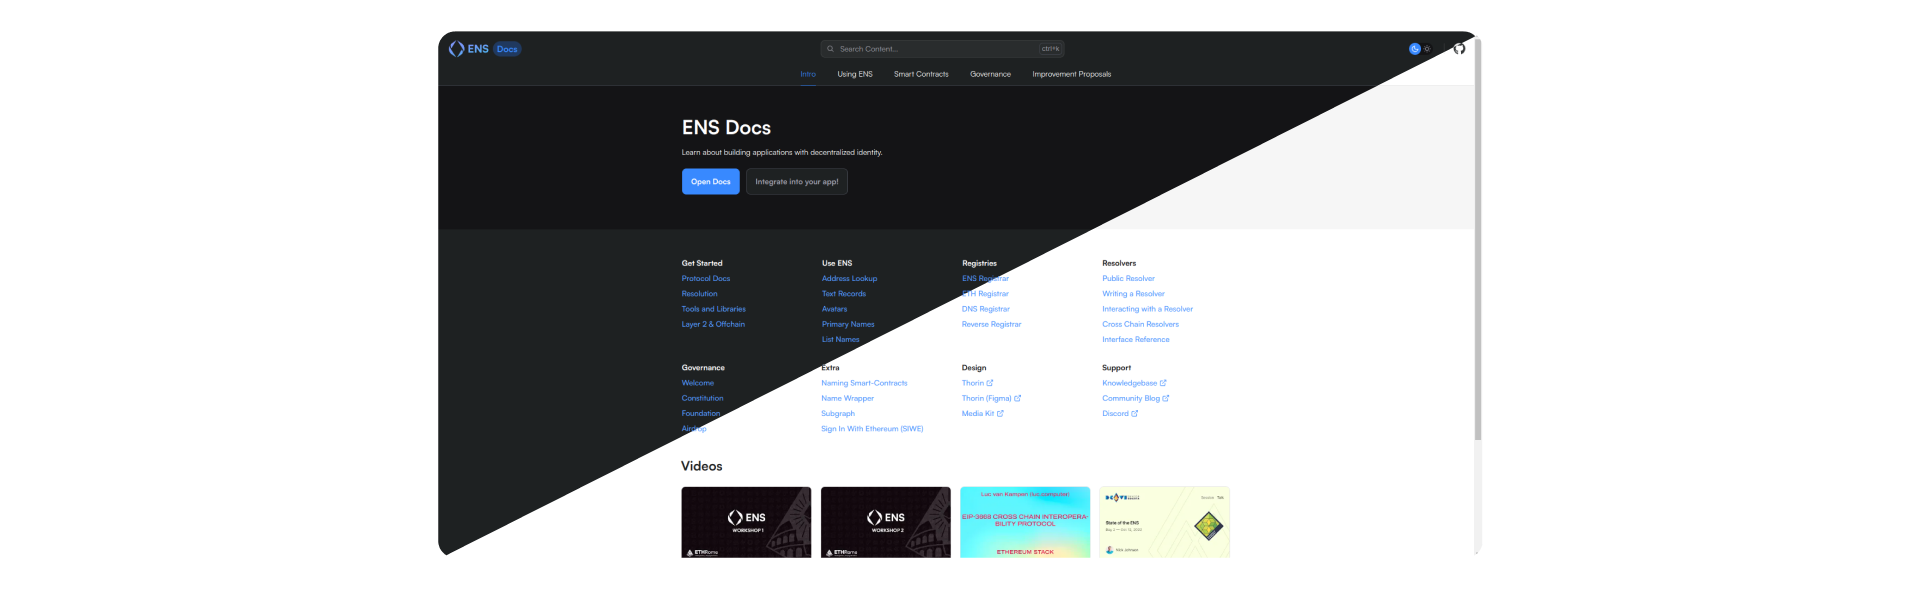 ENS Docs
Search Content...
ctrl+k
Intro Using ENS Smart Contracts Governance Improvement Proposals
ENS Docs
Learn about building applications with decentralized identity.
Open Docs Integrate into your app!
Get Started
Protocol Docs
Resolution
Tools and Libraries
Layer 2 & Offchain
Use ENS
Address Lookup
Text Records
Avatars
Primary Names
List Names
Registries
ENS Registrar
ETH Registrar
DNS Registrar
Reverse Registrar
Resolvers
Public Resolver
Writing a Resolver
Interacting with a Resolver
Cross Chain Resolvers
Interface Reference
Governance
Welcome
Constitution
Foundation
Airdrop
Extra
Naming Smart-Contracts
Name Wrapper
Subgraph
Sign In With Ethereum (SIWE)
Design
Thorin
Thorin (Figma)
Media Kit
Support
Knowledgebase
Community Blog
Discord
Videos
ENS
WORKSHOP 1
ETHRome
ENS
WORKSHOP 2
ETHRome
Luc van Kampen (luc.computer)
EIP-3668 CROSS CHAIN INTEROPERA-
BILITY PROTOCOL
ETHEREUM STACK
State of the ENS
Nick Johnson